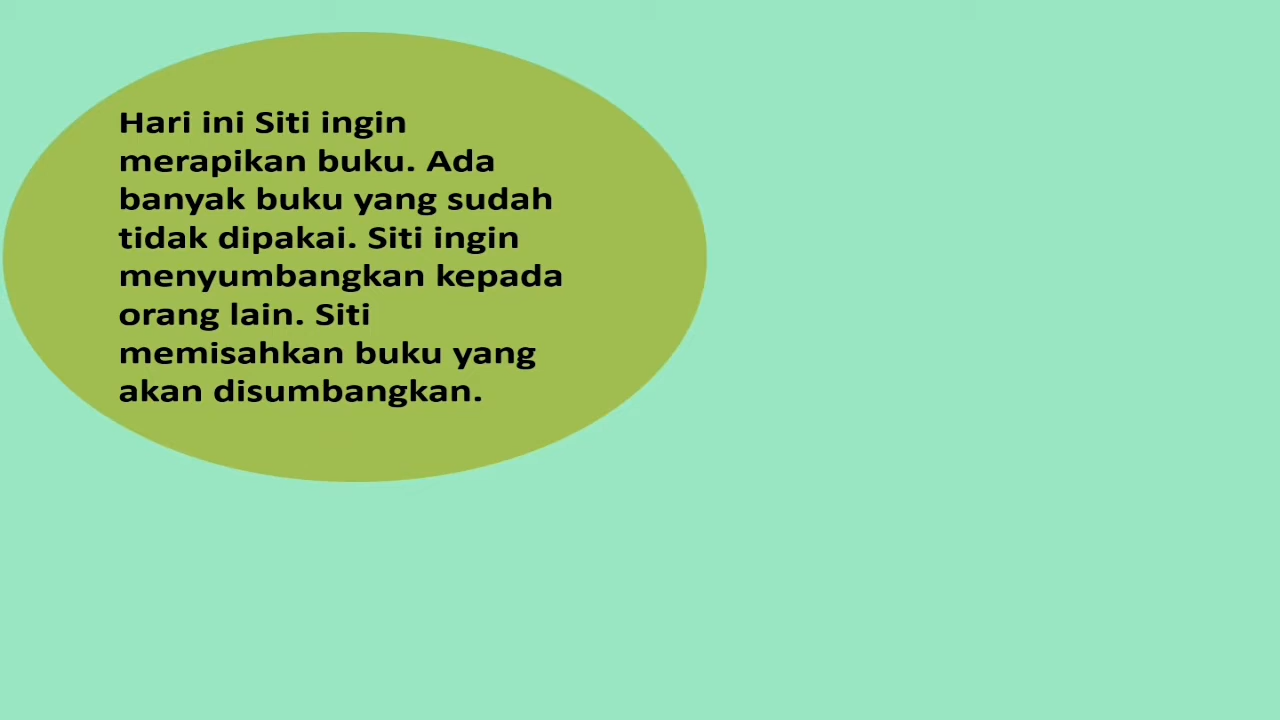 Hari ini Siti ingin
merapikan buku. Ada
banyak buku yang sudah
tidak dipakai. Siti ingin
menyumbangkan kepada
orang lain. Siti
memisahkan buku yang
akan disumbangkan.